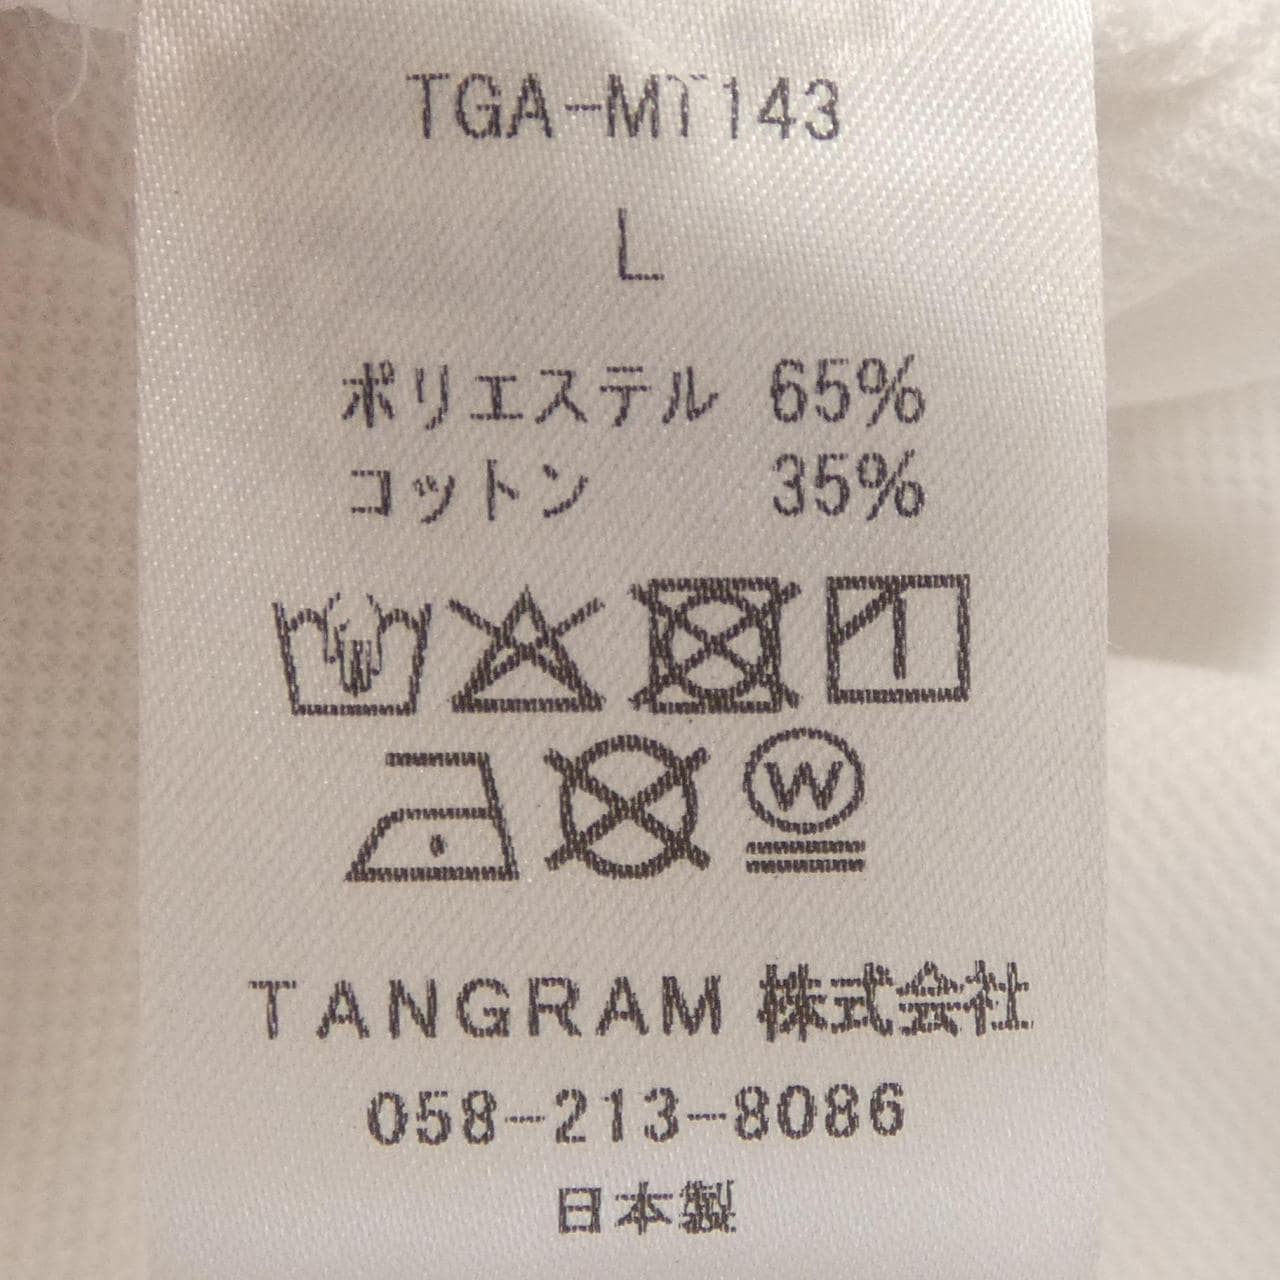 TGA-MT143
L
ポリエステル 65%
コットン 35%
W
TANGRAM 株式会社
058-213-8086
日本製